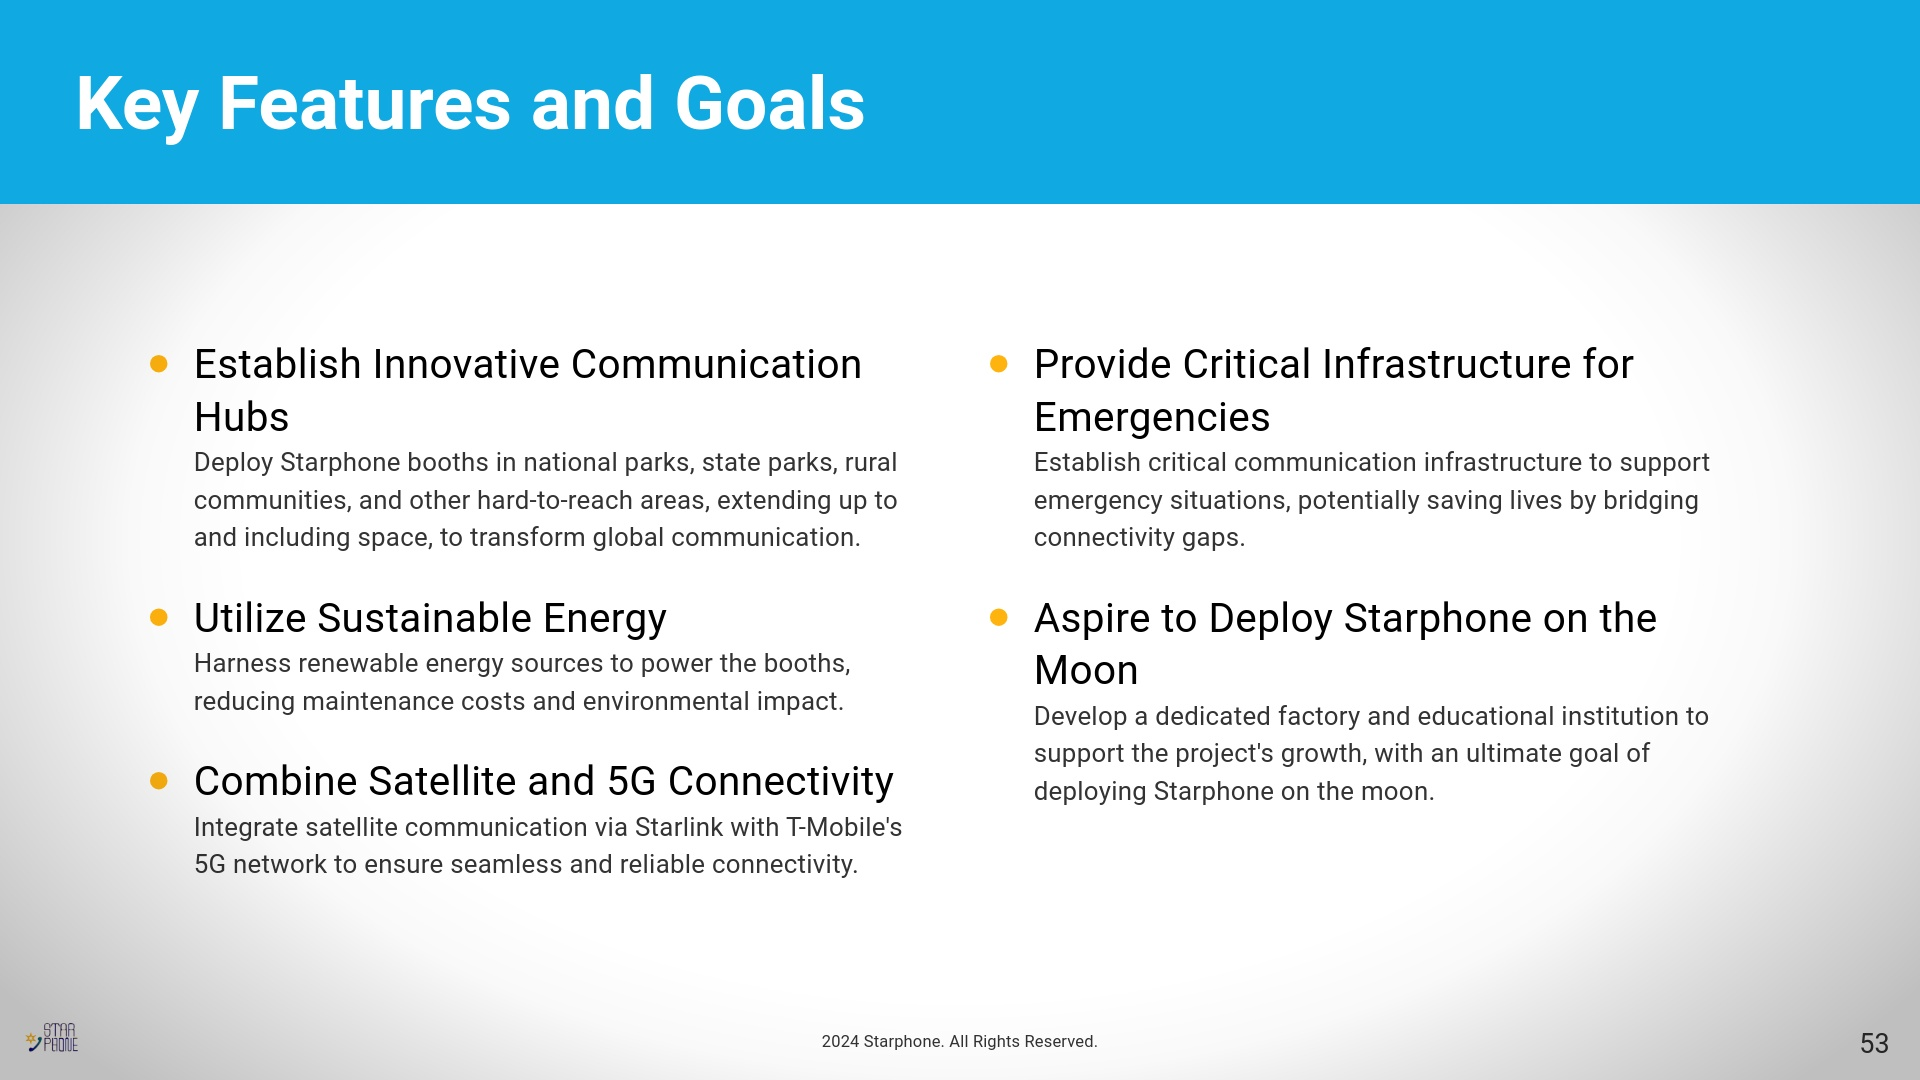 Key Features and Goals
Establish Innovative Communication
Hubs
Deploy Starphone booths in national parks, state parks, rural
communities, and other hard-to-reach areas, extending up to
and including space, to transform global communication.
Utilize Sustainable Energy
Harness renewable energy sources to power the booths,
reducing maintenance costs and environmental impact.
Combine Satellite and 5G Connectivity
Integrate satellite communication via Starlink with T-Mobile's
5G network to ensure seamless and reliable connectivity.
Provide Critical Infrastructure for
Emergencies
Establish critical communication infrastructure to support
emergency situations, potentially saving lives by bridging
connectivity gaps.
Aspire to Deploy Starphone on the
Moon
Develop a dedicated factory and educational institution to
support the project's growth, with an ultimate goal of
deploying Starphone on the moon.
STAR
PHONE
2024 Starphone. All Rights Reserved.
53